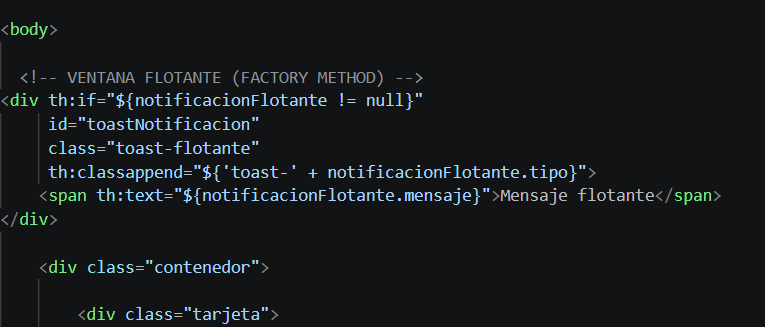 <body>
<!-- VENTANA FLOTANTE (FACTORY METHOD) -->
<div th:if="${notificacionFlotante != null}"
id="toastNotificacion"
class="toast-flotante"
th:classappend="${'toast-' + notificacionFlotante.tipo}">
<span th:text="${notificacionFlotante.mensaje}">Mensaje flotante</span>
</div>
<div class="contenedor">
<div class="tarjeta">